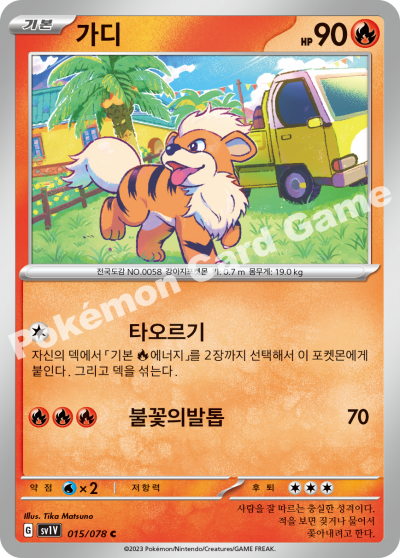 기본 가디 HP 90
전국도감 NO.0058 강아지포켓몬 키: 0.7 m 몸무게: 19.0 kg
타오르기
자신의 덱에서 「기본 에너지」를 2장까지 선택해서 이 포켓몬에게
붙인다. 그리고 덱을 섞는다.
불꽃의발톱 70
약점 ×2 저항력 후퇴
Illus. Tika Matsuno
G sv1V 015/078 C
사람을 잘 따르는 충실한 성격이다.
적을 보면 짖거나 물어서
쫓아내려고 한다.
©2023 Pokémon/Nintendo/Creatures/GAME FREAK.
Pokémon Card Game